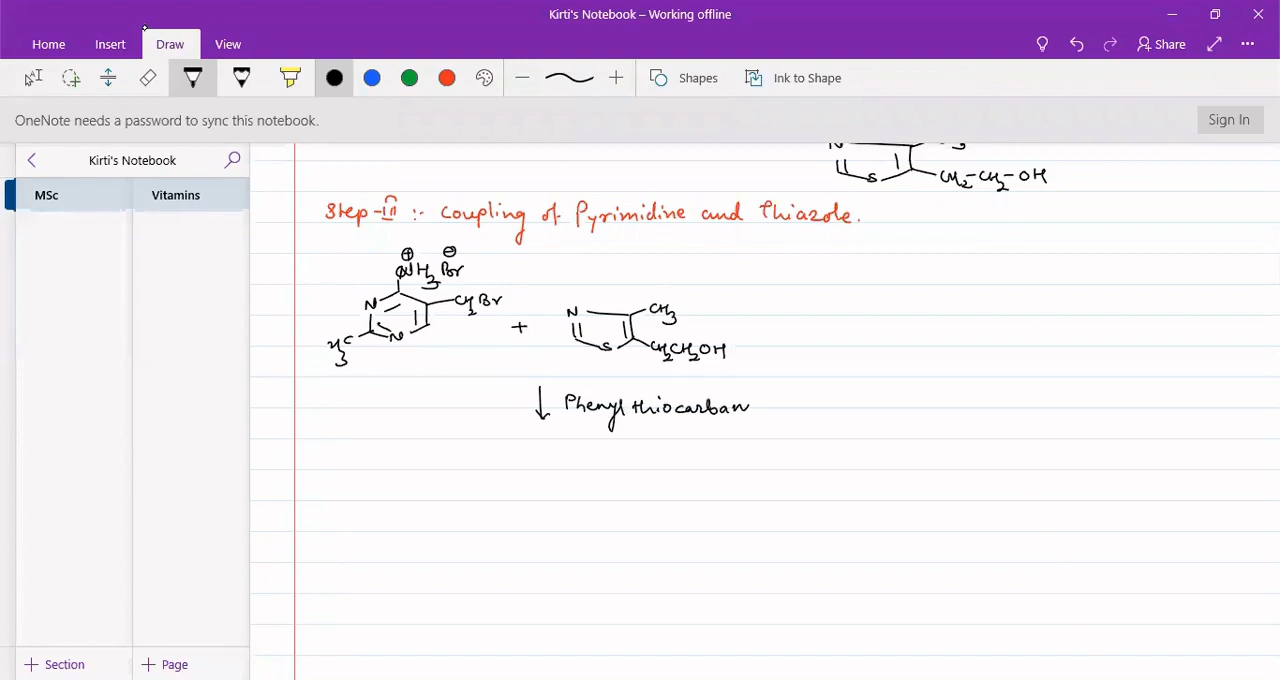 Kirti's Notebook – Working offline
Home Insert Draw View
Share
Shapes Ink to Shape
OneNote needs a password to sync this notebook. Sign In
Kirti's Notebook
MSc Vitamins
N
S CH2-CH2-OH
Step-III :- Coupling of Pyrimidine and Thiazole.
⊕ ⊖
NH3 Br
N CH2Br + N CH3
H3C N S CH2CH2OH
↓ Phenyl thiocarban
+ Section + Page